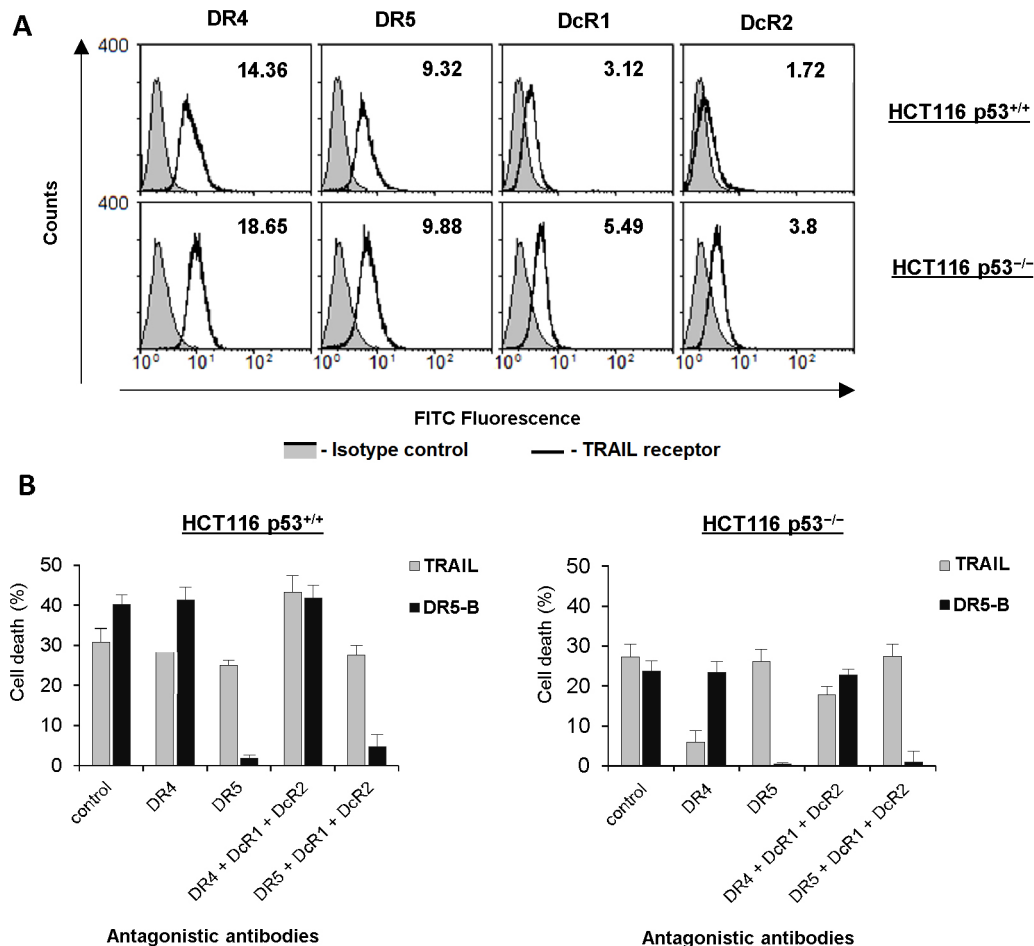 A
DR4 DR5 DcR1 DcR2
400 14.36 9.32 3.12 1.72
HCT116 p53+/+
400 18.65 9.88 5.49 3.8
HCT116 p53−/−
Counts
10⁰ 10¹ 10² 10⁰ 10¹ 10² 10⁰ 10¹ 10² 10⁰ 10¹ 10²
FITC Fluorescence
- Isotype control - TRAIL receptor
B
HCT116 p53+/+
TRAIL
DR5-B
Cell death (%)
50
40
30
20
10
0
control
DR4
DR5
DR4 + DcR1 + DcR2
DR5 + DcR1 + DcR2
Antagonistic antibodies
HCT116 p53−/−
TRAIL
DR5-B
Cell death (%)
50
40
30
20
10
0
control
DR4
DR5
DR4 + DcR1 + DcR2
DR5 + DcR1 + DcR2
Antagonistic antibodies